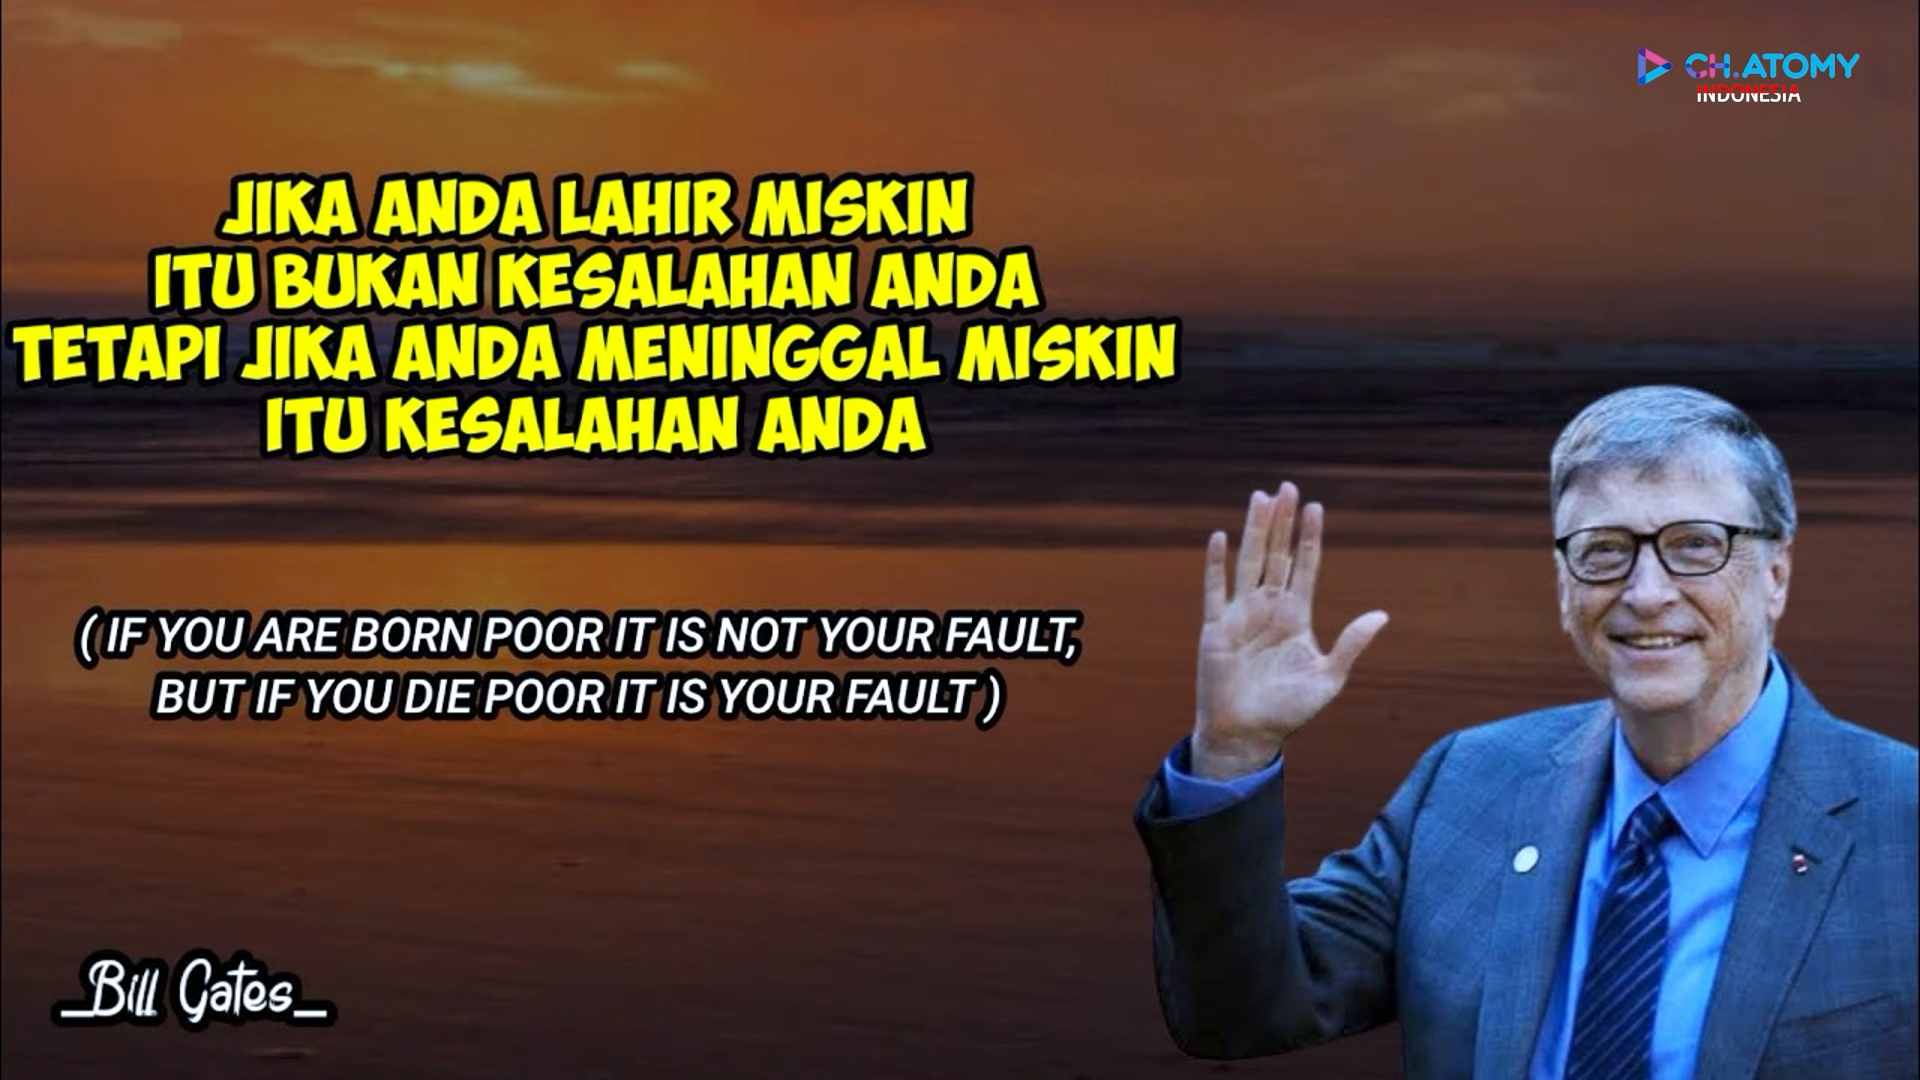 CH.ATOMY
INDONESIA
JIKA ANDA LAHIR MISKIN
ITU BUKAN KESALAHAN ANDA
TETAPI JIKA ANDA MENINGGAL MISKIN
ITU KESALAHAN ANDA
( IF YOU ARE BORN POOR IT IS NOT YOUR FAULT,
BUT IF YOU DIE POOR IT IS YOUR FAULT )
_Bill Gates_